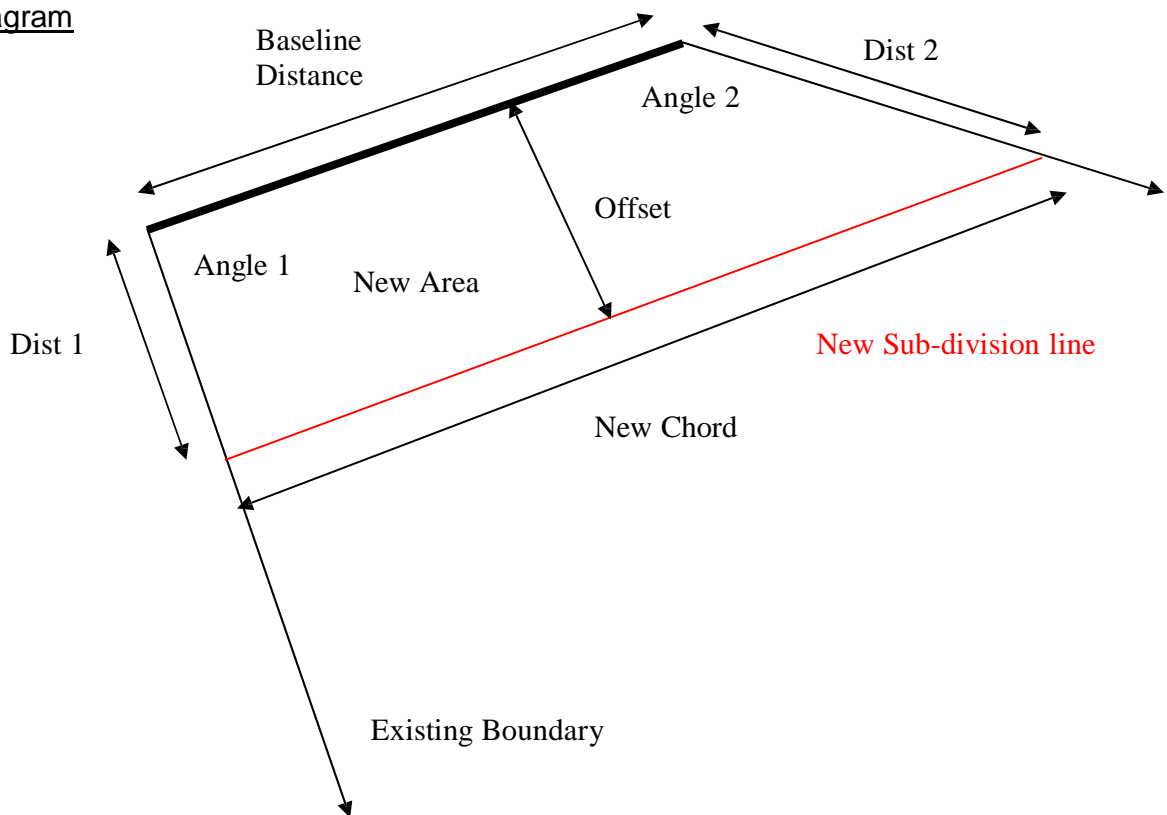 Baseline
Distance
Dist 2
Angle 2
Offset
Angle 1
New Area
Dist 1
New Sub-division line
New Chord
Existing Boundary